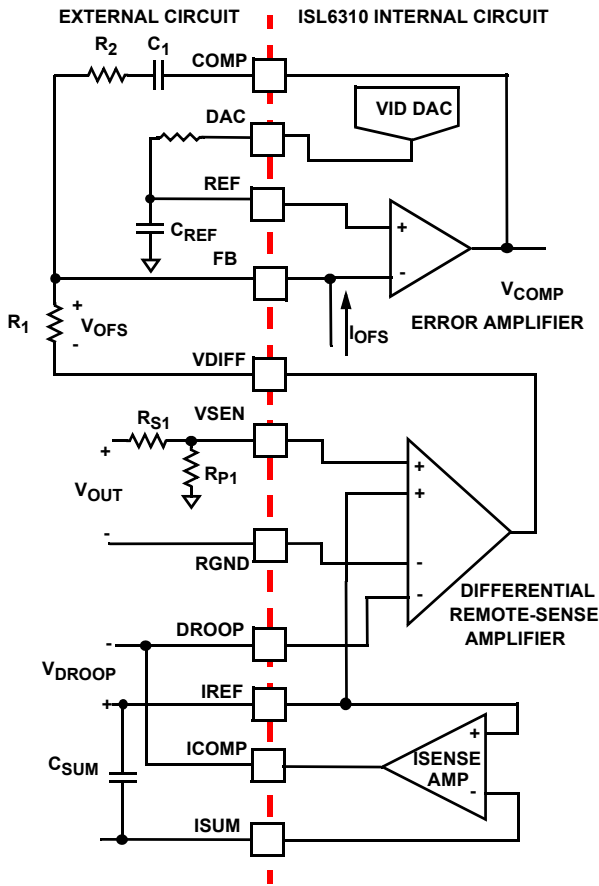 EXTERNAL CIRCUIT
ISL6310 INTERNAL CIRCUIT
R2
C1
COMP
VID DAC
DAC
REF
+
CREF
FB
-
VCOMP
ERROR AMPLIFIER
R1
+
VOFS
-
IOFS
VDIFF
RS1
VSEN
+
RP1
+
+
VOUT
-
RGND
-
-
DIFFERENTIAL
REMOTE-SENSE
AMPLIFIER
DROOP
-
VDROOP
+
IREF
+
ICOMP
ISENSE
AMP
-
CSUM
ISUM